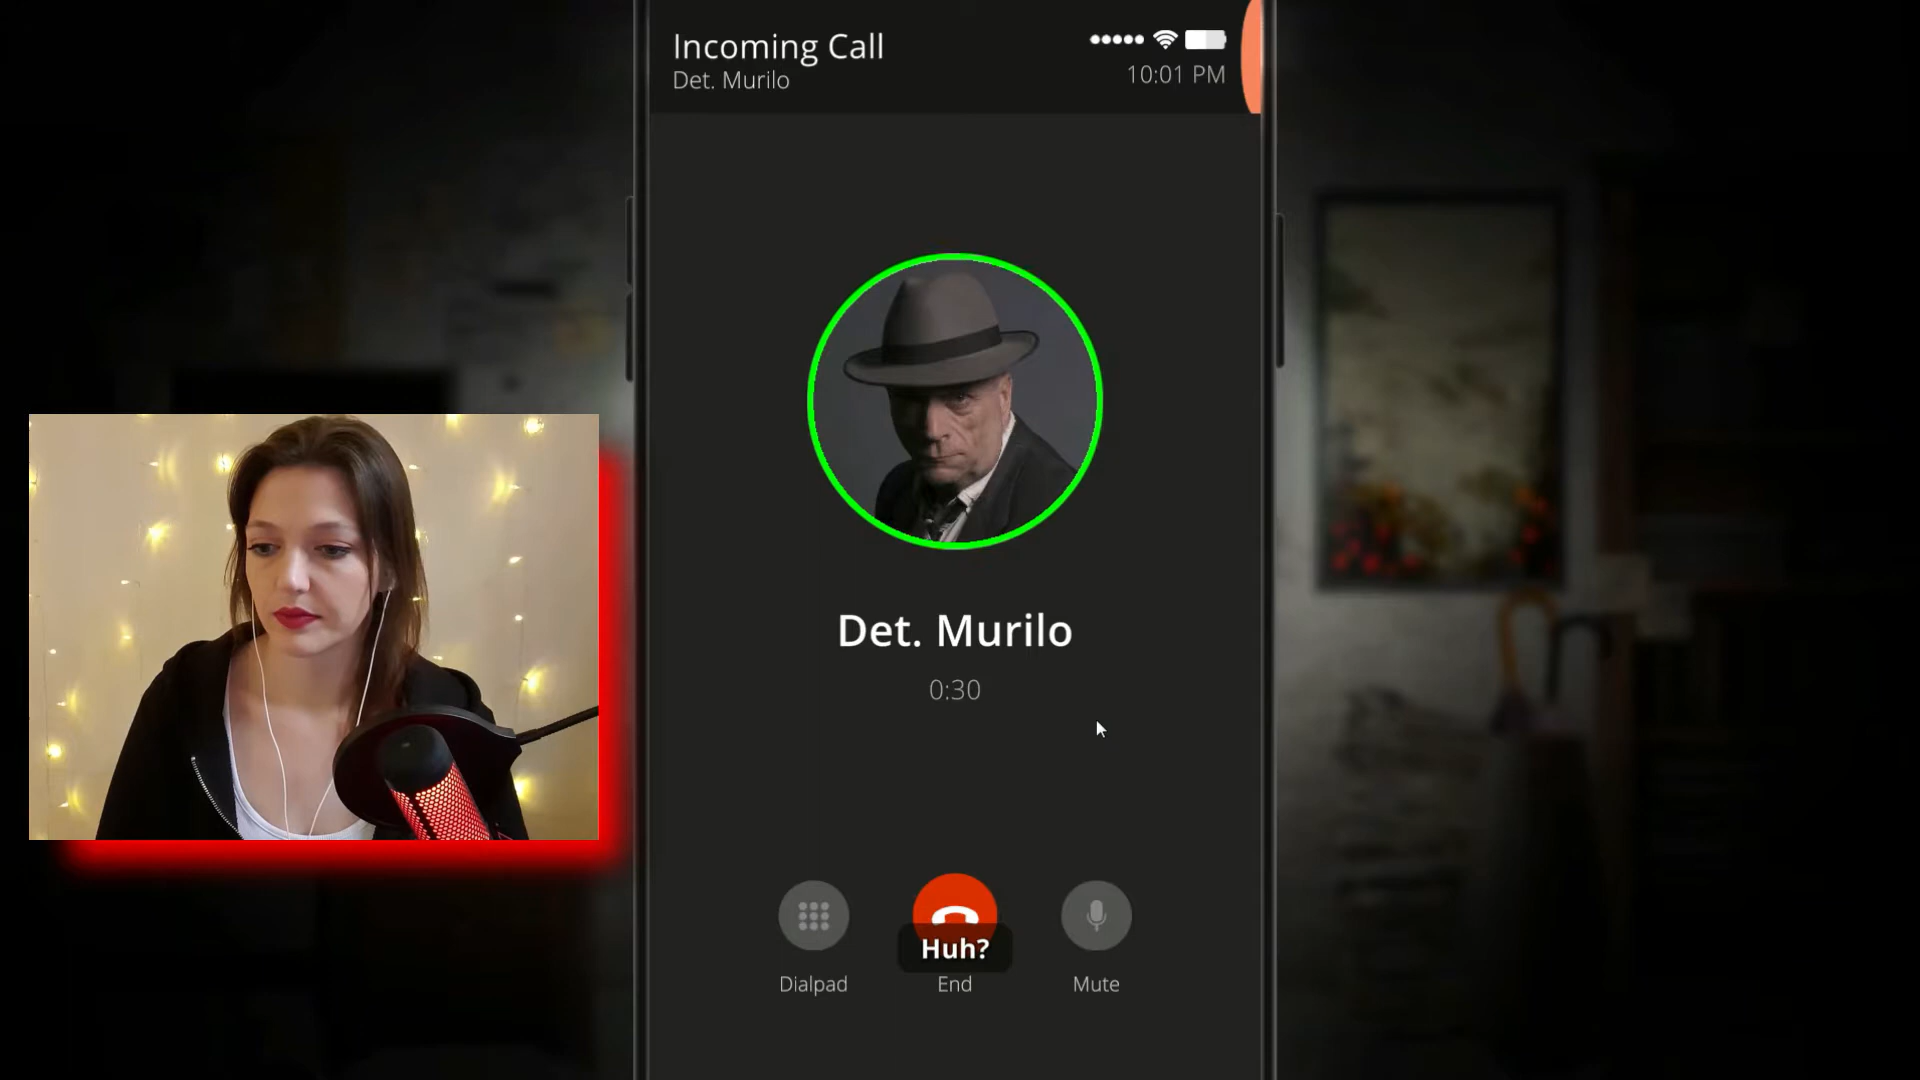 Incoming Call
Det. Murilo
10:01 PM
Det. Murilo
0:30
Huh?
Dialpad
End
Mute